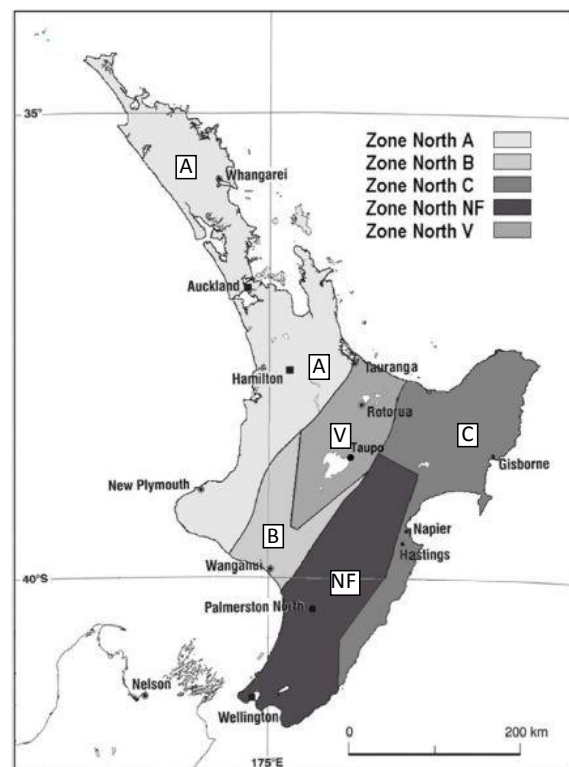 35°
Zone North A
Zone North B
Zone North C
Zone North NF
Zone North V
A
Whangarei
Auckland
A
Tauranga
Hamilton
Rotorua
V
C
Taupo
Gisborne
New Plymouth
B
Napier
Hastings
Wanganui
40°S
NF
Palmerston North
Nelson
Wellington
0
200 km
175°E